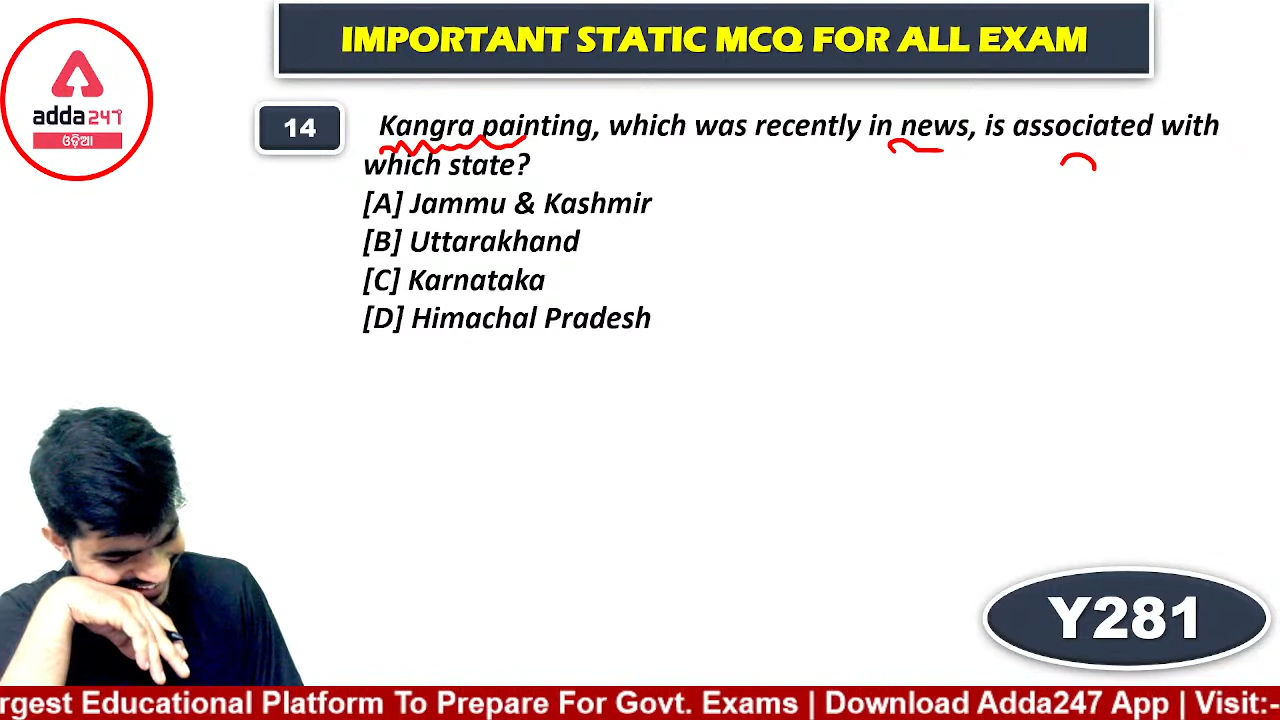 IMPORTANT STATIC MCQ FOR ALL EXAM
adda247
ଓଡ଼ିଆ
14
Kangra painting, which was recently in news, is associated with
which state?
[A] Jammu & Kashmir
[B] Uttarakhand
[C] Karnataka
[D] Himachal Pradesh
Y281
rgest Educational Platform To Prepare For Govt. Exams | Download Adda247 App | Visit:-